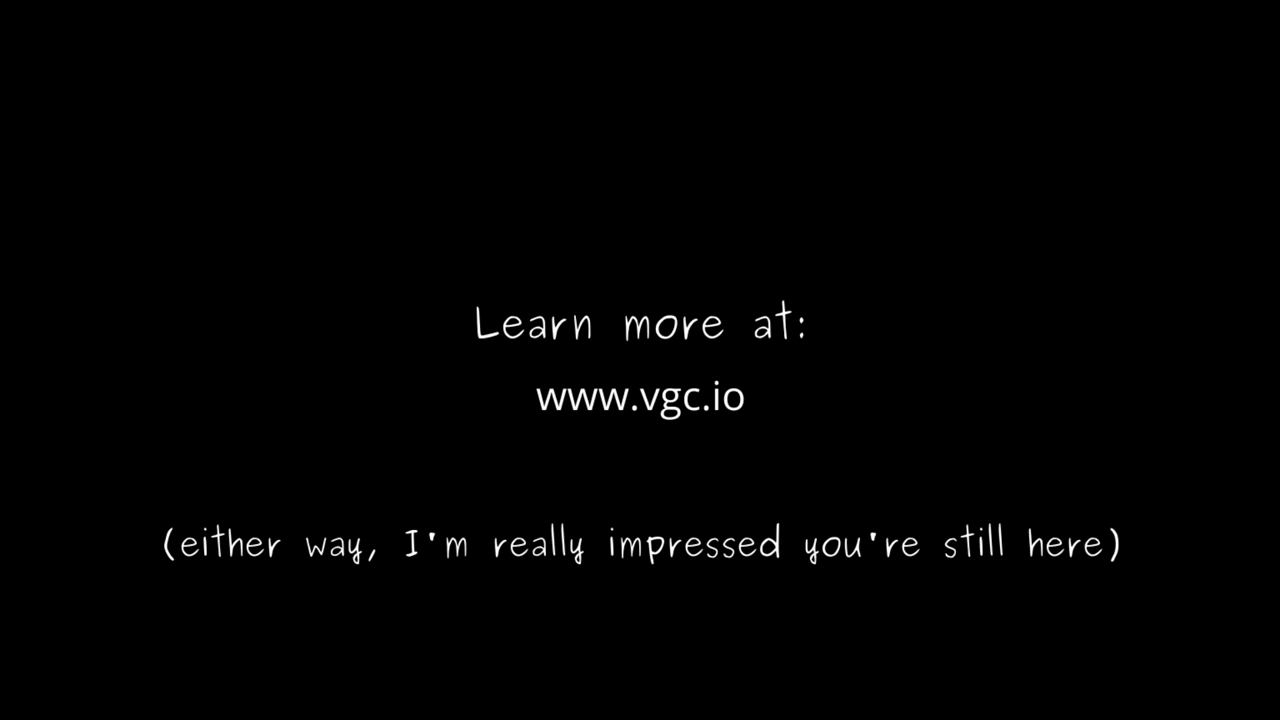 Learn more at:
www.vgc.io
(either way, I'm really impressed you're still here)